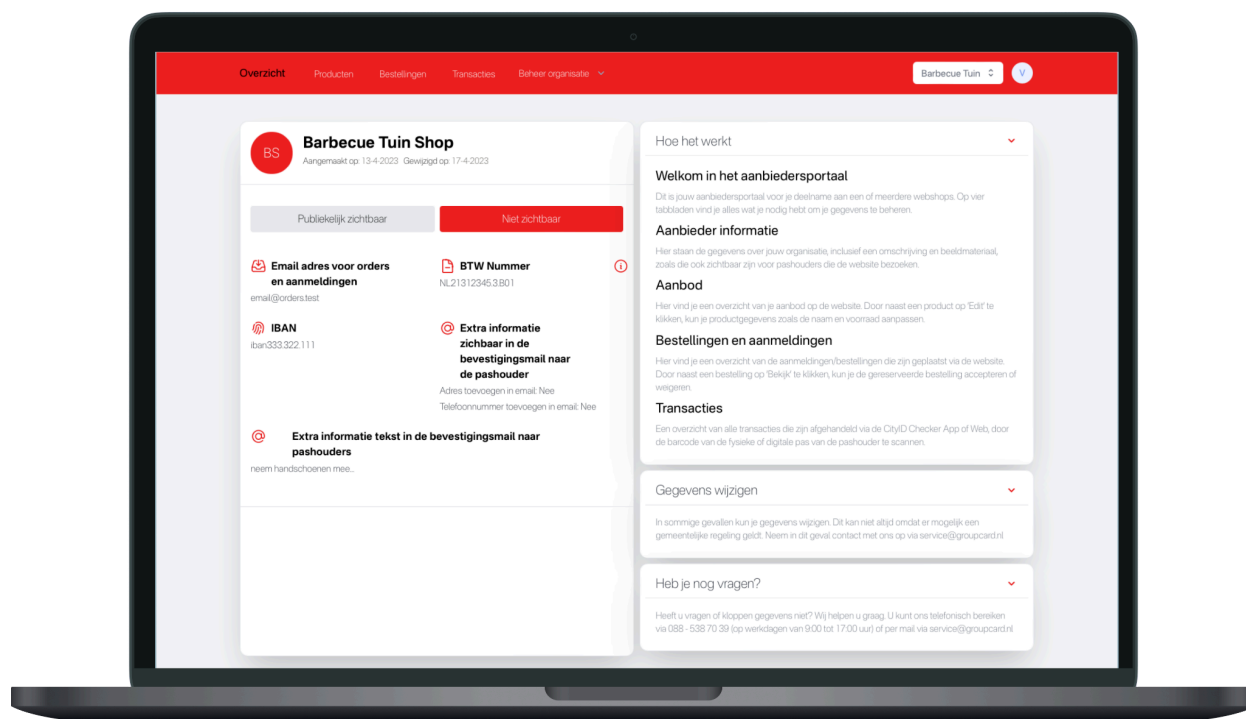 Overzicht Producten Bestellingen Transacties Beheer organisatie Barbecue Tuin V
BS
Barbecue Tuin Shop
Aangemaakt op: 13-4-2023 Gewijzigd op: 17-4-2023
Publiekelijk zichtbaar Niet zichtbaar
Email adres voor orders
en aanmeldingen
email@orders.test
BTW Nummer
NL21312345.3.B01
IBAN
iban333.322.111
Extra informatie
zichbaar in de
bevestigingsmail naar
de pashouder
Adres toevoegen in email: Nee
Telefoonnummer toevoegen in email: Nee
Extra informatie tekst in de bevestigingsmail naar
pashouders
neem handschoenen mee...
Hoe het werkt
Welkom in het aanbiedersportaal
Dit is jouw aanbiedersportaal voor je deelname aan een of meerdere webshops. Op vier
tabbladen vind je alles wat je nodig hebt om je gegevens te beheren.
Aanbieder informatie
Hier staan de gegevens over jouw organisatie, inclusief een omschrijving en beeldmateriaal,
zoals die ook zichtbaar zijn voor pashouders die de website bezoeken.
Aanbod
Hier vind je een overzicht van je aanbod op de website. Door naast een product op 'Edit' te
klikken, kun je productgegevens zoals de naam en voorraad aanpassen.
Bestellingen en aanmeldingen
Hier vind je een overzicht van de aanmeldingen/bestellingen die zijn geplaatst via de website.
Door naast een bestelling op 'Bekijk' te klikken, kun je de gereserveerde bestelling accepteren of
weigeren.
Transacties
Een overzicht van alle transacties die zijn afgehandeld via de CityID Checker App of Web, door
de barcode van de fysieke of digitale pas van de pashouder te scannen.
Gegevens wijzigen
In sommige gevallen kun je gegevens wijzigen. Dit kan niet altijd omdat er mogelijk een
gemeentelijke regeling geldt. Neem in dit geval contact met ons op via service@groupcard.nl
Heb je nog vragen?
Heeft u vragen of kloppen gegevens niet? Wij helpen u graag. U kunt ons telefonisch bereiken
via 088 - 538 70 39 (op werkdagen van 9:00 tot 17:00 uur) of per mail via service@groupcard.nl